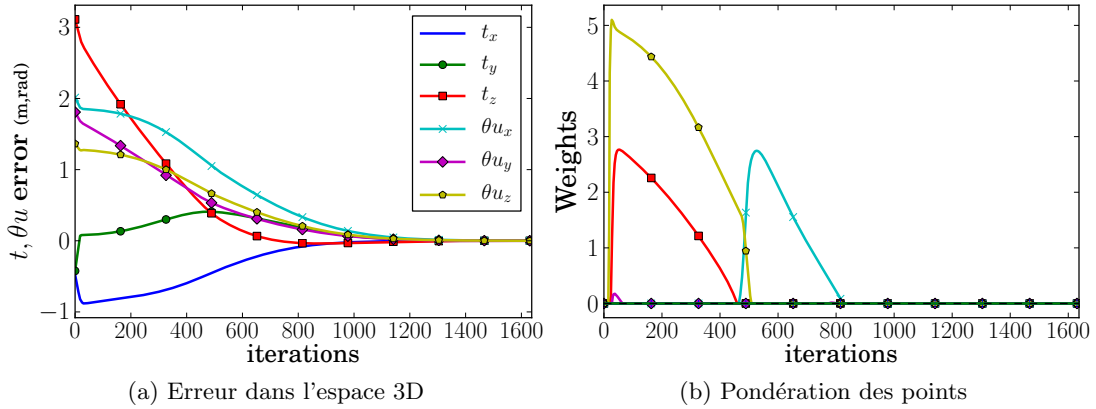 3
2
1
0
−1
t, θu error (m,rad)
0 200 400 600 800 1000 1200 1400 1600
iterations
t_x
t_y
t_z
θu_x
θu_y
θu_z
(a) Erreur dans l'espace 3D
5
4
3
2
1
0
Weights
0 200 400 600 800 1000 1200 1400 1600
iterations
(b) Pondération des points